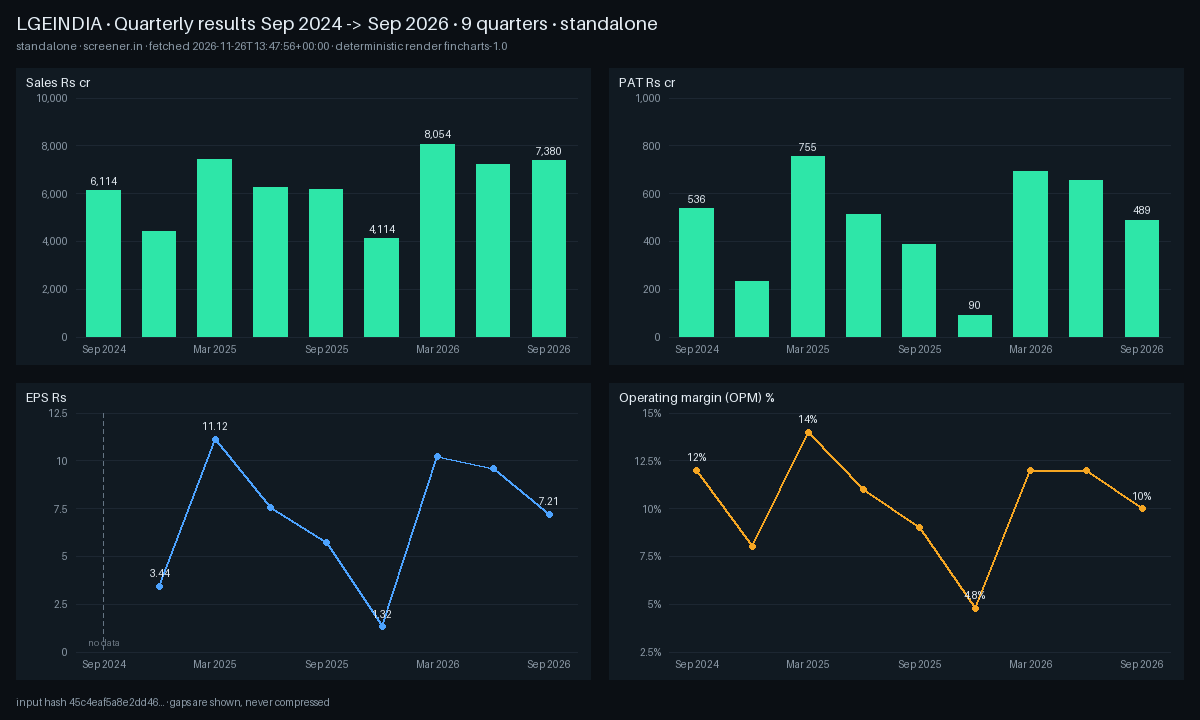 LGEINDIA · Quarterly results Sep 2024 -> Sep 2026 · 9 quarters · standalone
standalone · screener.in · fetched 2026-11-26T13:47:56+00:00 · deterministic render fincharts-1.0
Sales Rs cr
10,000
8,000
6,000
4,000
2,000
0
6,114
4,114
8,054
7,380
Sep 2024
Mar 2025
Sep 2025
Mar 2026
Sep 2026
PAT Rs cr
1,000
800
600
400
200
0
536
755
90
489
Sep 2024
Mar 2025
Sep 2025
Mar 2026
Sep 2026
EPS Rs
12.5
10
7.5
5
2.5
0
no data
3.44
11.12
1.32
7.21
Sep 2024
Mar 2025
Sep 2025
Mar 2026
Sep 2026
Operating margin (OPM) %
15%
12.5%
10%
7.5%
5%
2.5%
12%
14%
4.8%
10%
Sep 2024
Mar 2025
Sep 2025
Mar 2026
Sep 2026
input hash 45c4eaf5a8e2dd46… · gaps are shown, never compressed